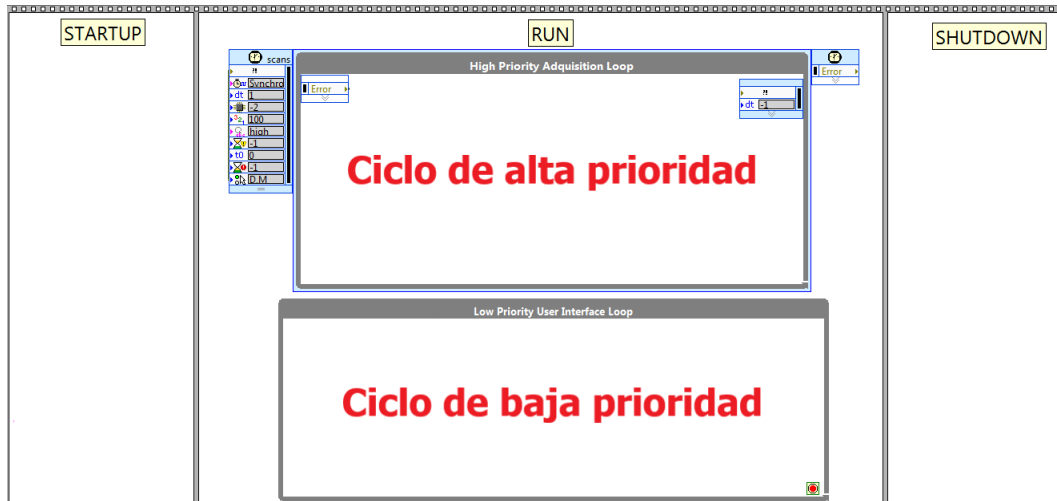 STARTUP
RUN
SHUTDOWN
scans
High Priority Adquisition Loop
Error
Error
?!
?!
Synchro
dt 1
dt -1
-2
100
high
-1
t0 0
-1
D.M
Ciclo de alta prioridad
Low Priority User Interface Loop
Ciclo de baja prioridad